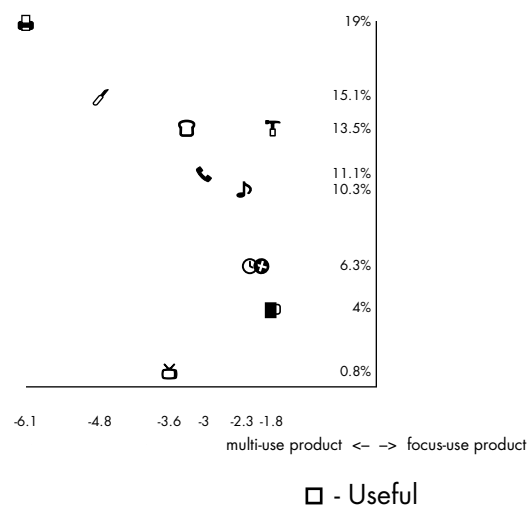 19%
15.1%
13.5%
11.1%
10.3%
6.3%
4%
0.8%
-6.1 -4.8 -3.6 -3 -2.3 -1.8
multi-use product <– –> focus-use product
- Useful